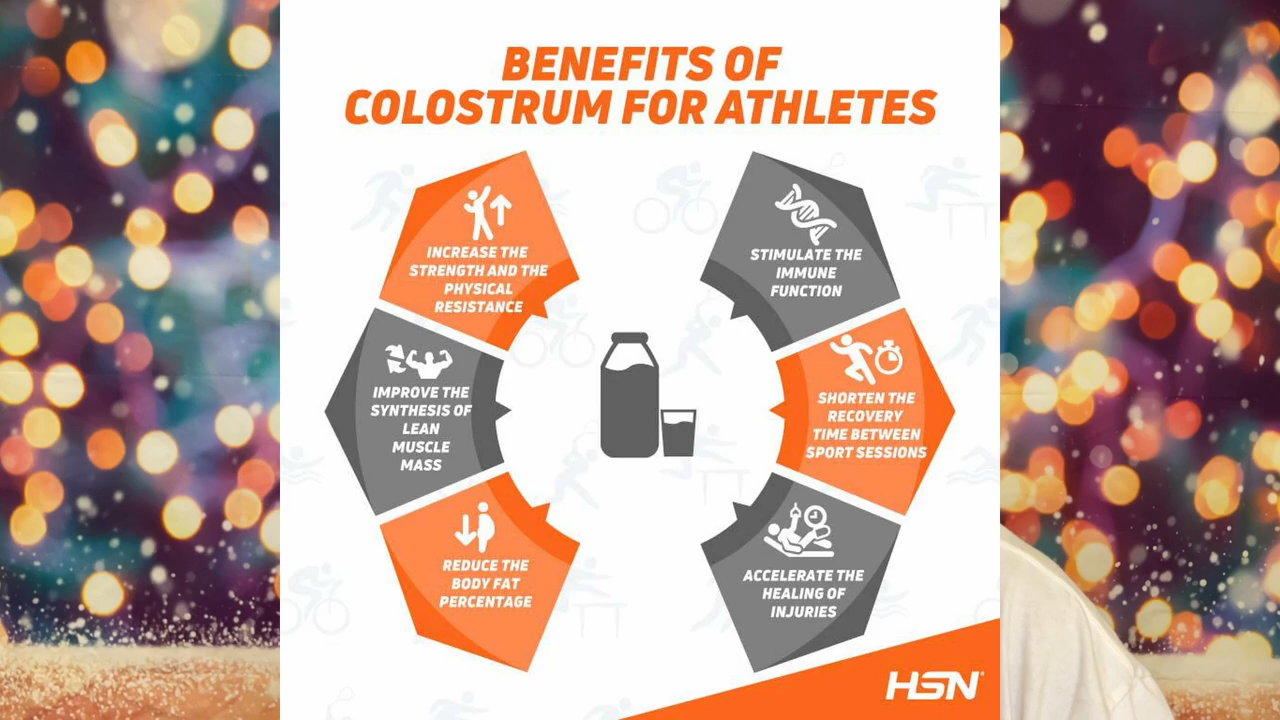 BENEFITS OF
COLOSTRUM FOR ATHLETES
INCREASE THE
STRENGTH AND THE
PHYSICAL
RESISTANCE
IMPROVE THE
SYNTHESIS OF
LEAN
MUSCLE
MASS
REDUCE THE
BODY FAT
PERCENTAGE
STIMULATE THE
IMMUNE
FUNCTION
SHORTEN THE
RECOVERY
TIME BETWEEN
SPORT SESSIONS
ACCELERATE THE
HEALING OF
INJURIES
HSN®